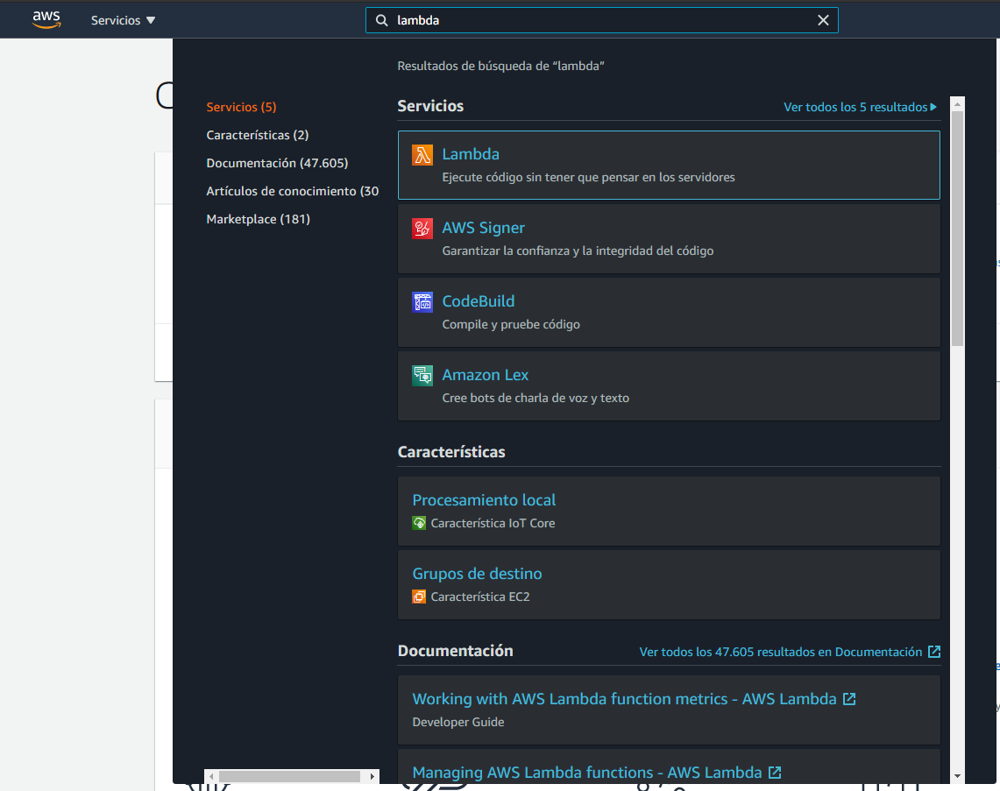 aws
Servicios
lambda
Resultados de búsqueda de “lambda”
Servicios (5)
Características (2)
Documentación (47.605)
Artículos de conocimiento (30
Marketplace (181)
Servicios
Ver todos los 5 resultados
Lambda
Ejecute código sin tener que pensar en los servidores
AWS Signer
Garantizar la confianza y la integridad del código
CodeBuild
Compile y pruebe código
Amazon Lex
Cree bots de charla de voz y texto
Características
Procesamiento local
Característica IoT Core
Grupos de destino
Característica EC2
Documentación
Ver todos los 47.605 resultados en Documentación
Working with AWS Lambda function metrics - AWS Lambda
Developer Guide
Managing AWS Lambda functions - AWS Lambda